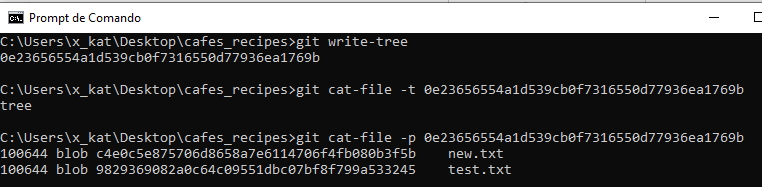 Prompt de Comando
C:\Users\x_kat\Desktop\cafes_recipes>git write-tree
0e23656554a1d539cb0f7316550d77936ea1769b
C:\Users\x_kat\Desktop\cafes_recipes>git cat-file -t 0e23656554a1d539cb0f7316550d77936ea1769b
tree
C:\Users\x_kat\Desktop\cafes_recipes>git cat-file -p 0e23656554a1d539cb0f7316550d77936ea1769b
100644 blob c4e0c5e875706d8658a7e6114706f4fb080b3f5b    new.txt
100644 blob 9829369082a0c64c09551dbc07bf8f799a533245    test.txt